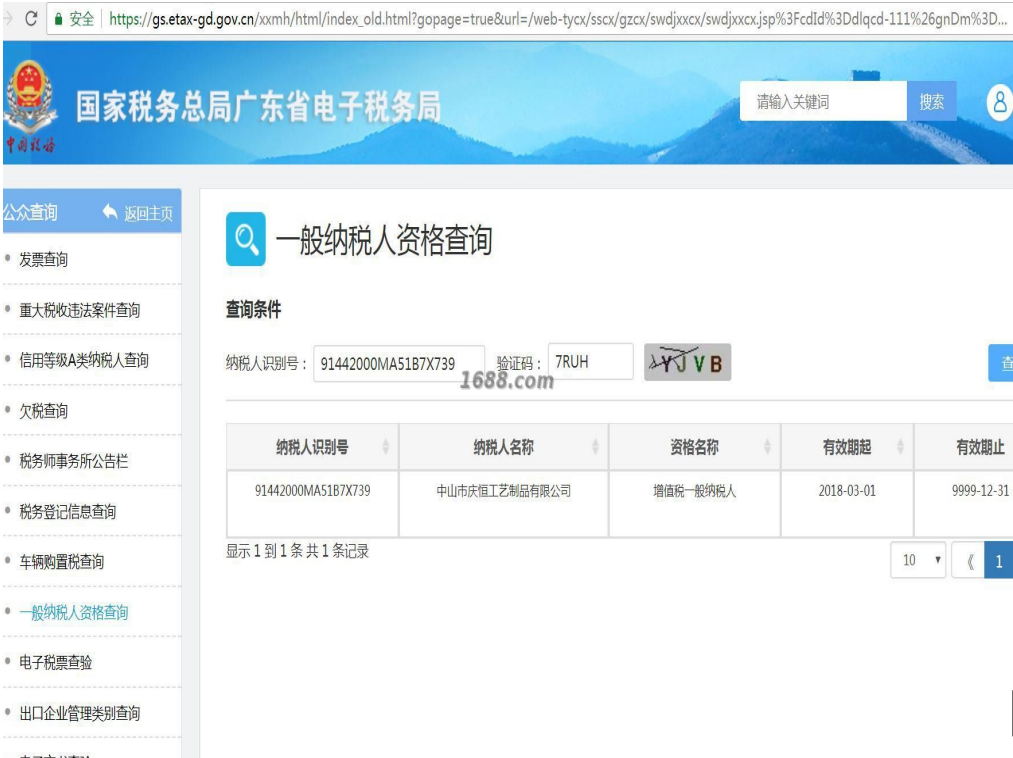 安全 https://gs.etax-gd.gov.cn/xxmh/html/index_old.html?gopage=true&url=/web-tycx/sscx/gzcx/swdjxxcx/swdjxxcx.jsp%3FcdId%3Ddlqcd-111%26gnDm%3D...
国家税务总局广东省电子税务局
请输入关键词 搜索
中国税务
公众查询 返回主页
发票查询
重大税收违法案件查询
信用等级A类纳税人查询
欠税查询
税务师事务所公告栏
税务登记信息查询
车辆购置税查询
一般纳税人资格查询
电子税票查验
出口企业管理类别查询
一般纳税人资格查询
查询条件
纳税人识别号： 91442000MA51B7X739 验证码： 7RUH YJVB 查
1688.com
纳税人识别号 纳税人名称 资格名称 有效期起 有效期止
91442000MA51B7X739 中山市庆恒工艺制品有限公司 增值税一般纳税人 2018-03-01 9999-12-31
显示 1 到 1 条 共 1 条记录
10 《 1